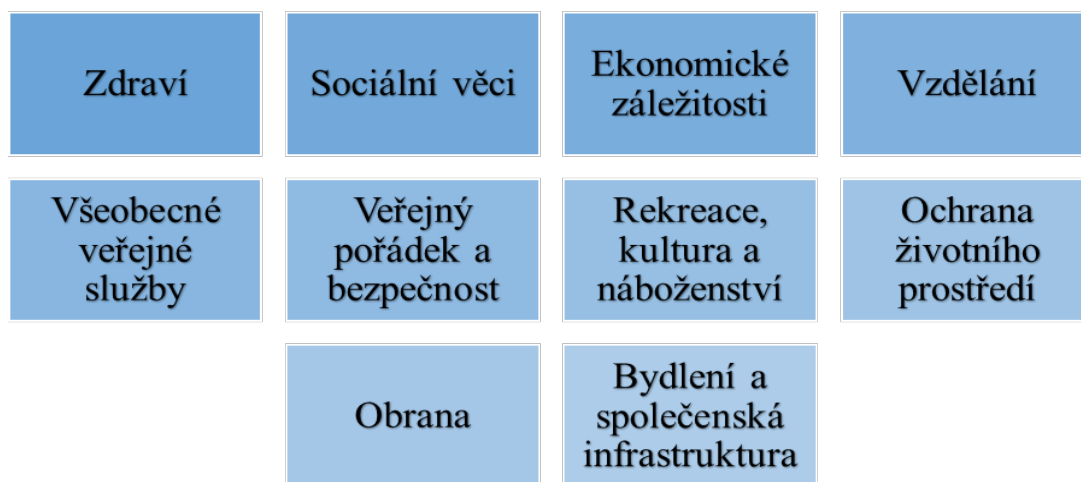 Zdraví
Sociální věci
Ekonomické
záležitosti
Vzdělání
Všeobecné
veřejné
služby
Veřejný
pořádek a
bezpečnost
Rekreace,
kultura a
náboženství
Ochrana
životního
prostředí
Obrana
Bydlení a
společenská
infrastruktura